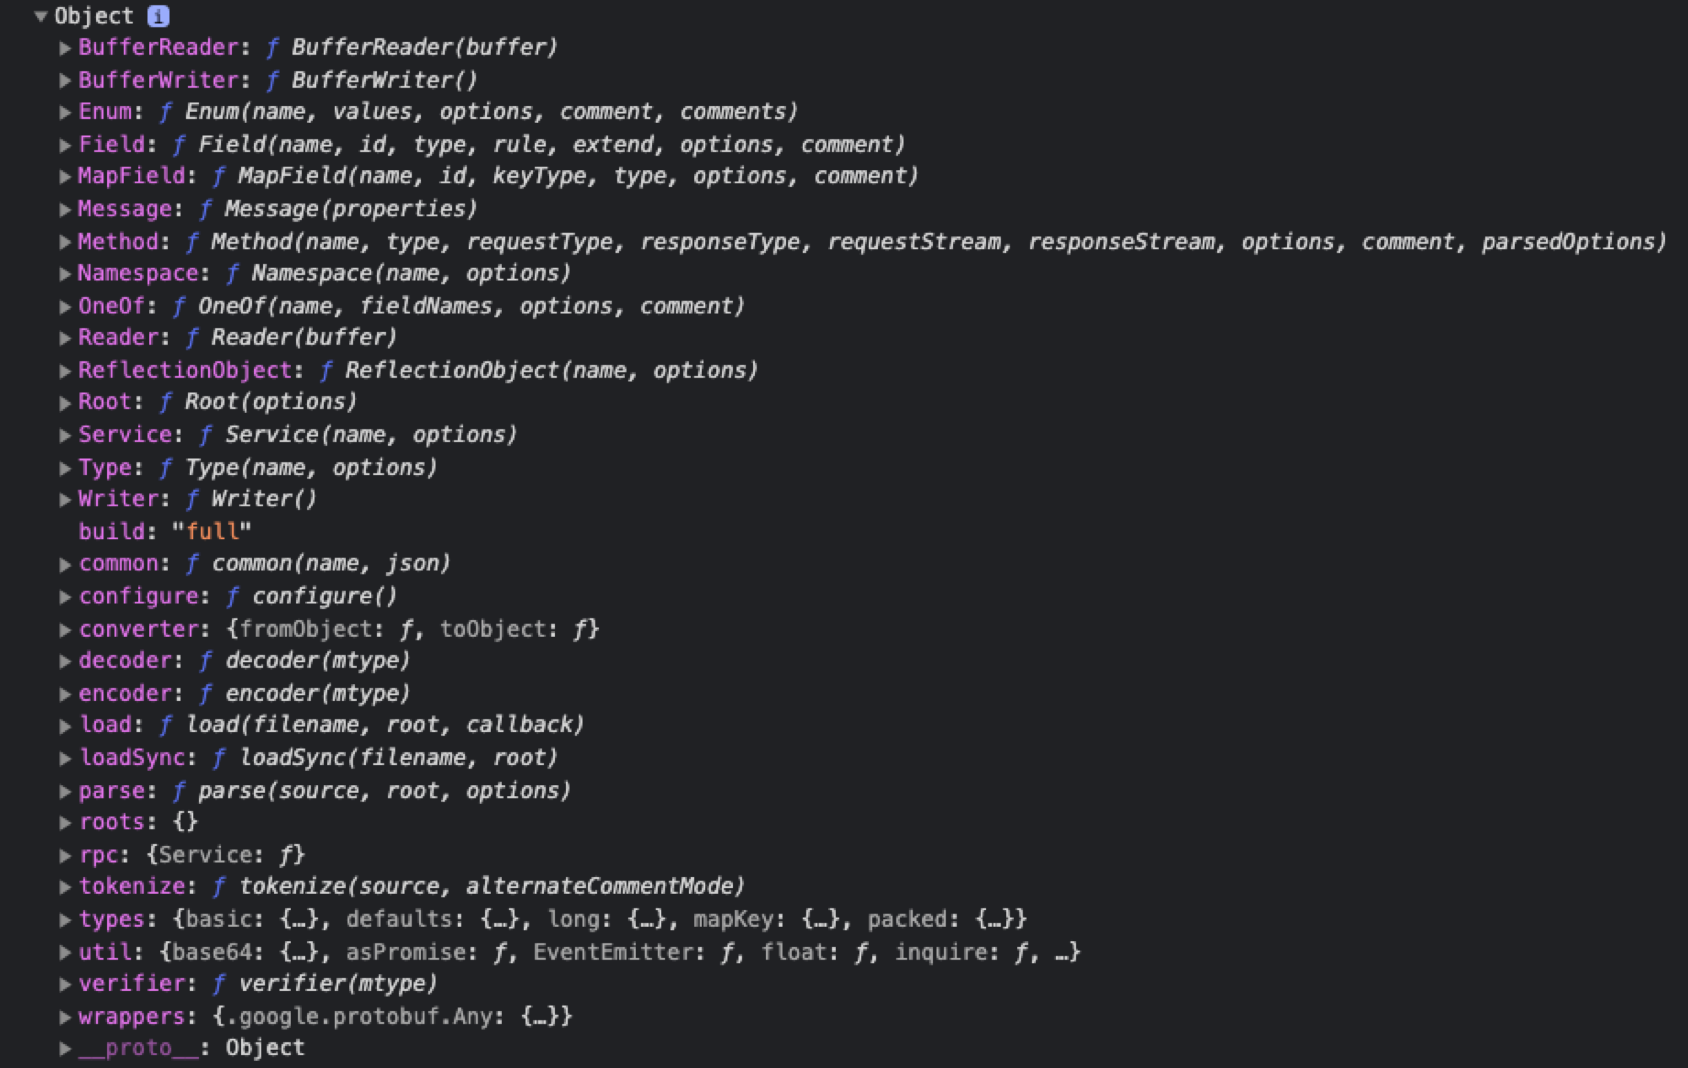 ▼Object i
▶BufferReader: ƒ BufferReader(buffer)
▶BufferWriter: ƒ BufferWriter()
▶Enum: ƒ Enum(name, values, options, comment, comments)
▶Field: ƒ Field(name, id, type, rule, extend, options, comment)
▶MapField: ƒ MapField(name, id, keyType, type, options, comment)
▶Message: ƒ Message(properties)
▶Method: ƒ Method(name, type, requestType, responseType, requestStream, responseStream, options, comment, parsedOptions)
▶Namespace: ƒ Namespace(name, options)
▶OneOf: ƒ OneOf(name, fieldNames, options, comment)
▶Reader: ƒ Reader(buffer)
▶ReflectionObject: ƒ ReflectionObject(name, options)
▶Root: ƒ Root(options)
▶Service: ƒ Service(name, options)
▶Type: ƒ Type(name, options)
▶Writer: ƒ Writer()
build: "full"
▶common: ƒ common(name, json)
▶configure: ƒ configure()
▶converter: {fromObject: ƒ, toObject: ƒ}
▶decoder: ƒ decoder(mtype)
▶encoder: ƒ encoder(mtype)
▶load: ƒ load(filename, root, callback)
▶loadSync: ƒ loadSync(filename, root)
▶parse: ƒ parse(source, root, options)
▶roots: {}
▶rpc: {Service: ƒ}
▶tokenize: ƒ tokenize(source, alternateCommentMode)
▶types: {basic: {…}, defaults: {…}, long: {…}, mapKey: {…}, packed: {…}}
▶util: {base64: {…}, asPromise: ƒ, EventEmitter: ƒ, float: ƒ, inquire: ƒ, …}
▶verifier: ƒ verifier(mtype)
▶wrappers: {.google.protobuf.Any: {…}}
▶__proto__: Object